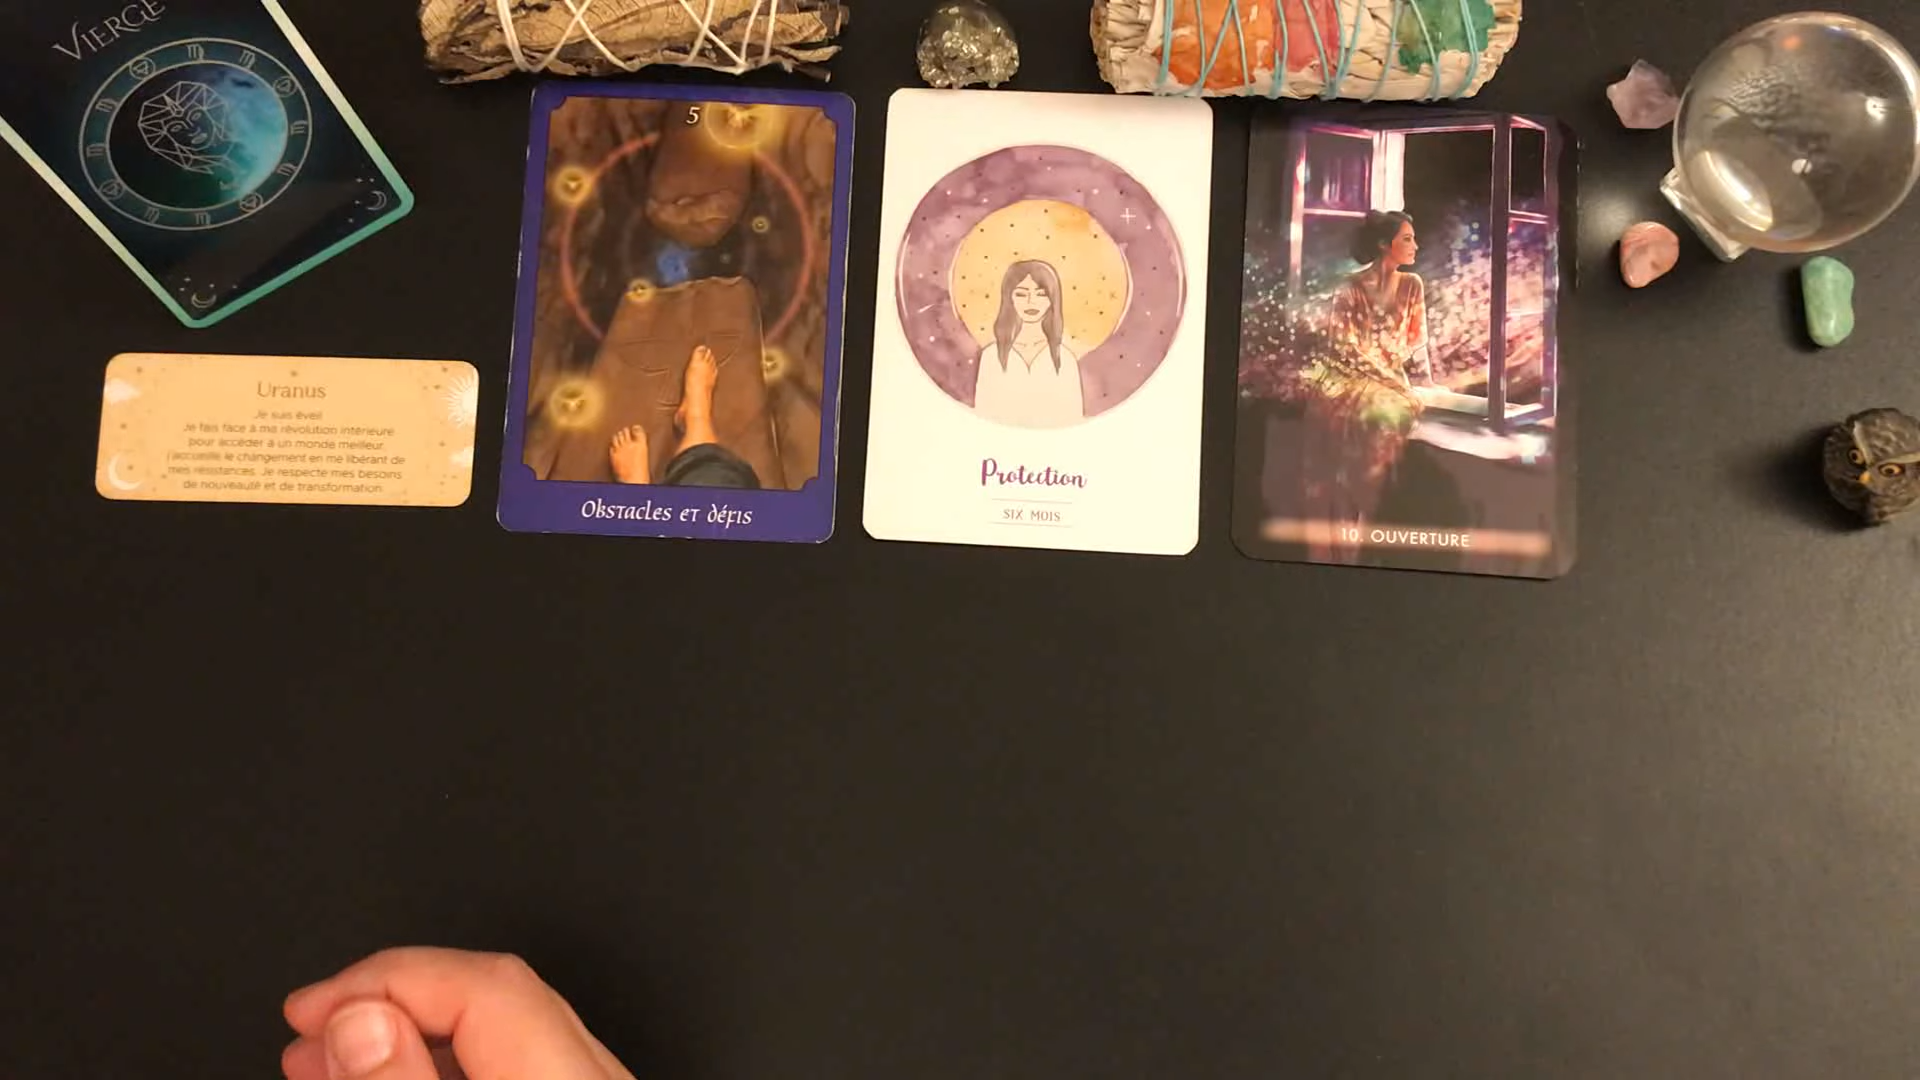 VIERGE
Uranus
Je suis éveil
Je fais face à ma révolution intérieure
pour accéder à un monde meilleur,
j'accueille le changement en me libérant de
mes résistances. Je respecte mes besoins
de nouveauté et de transformation
5
Obstacles et défis
Protection
SIX MOIS
10. OUVERTURE